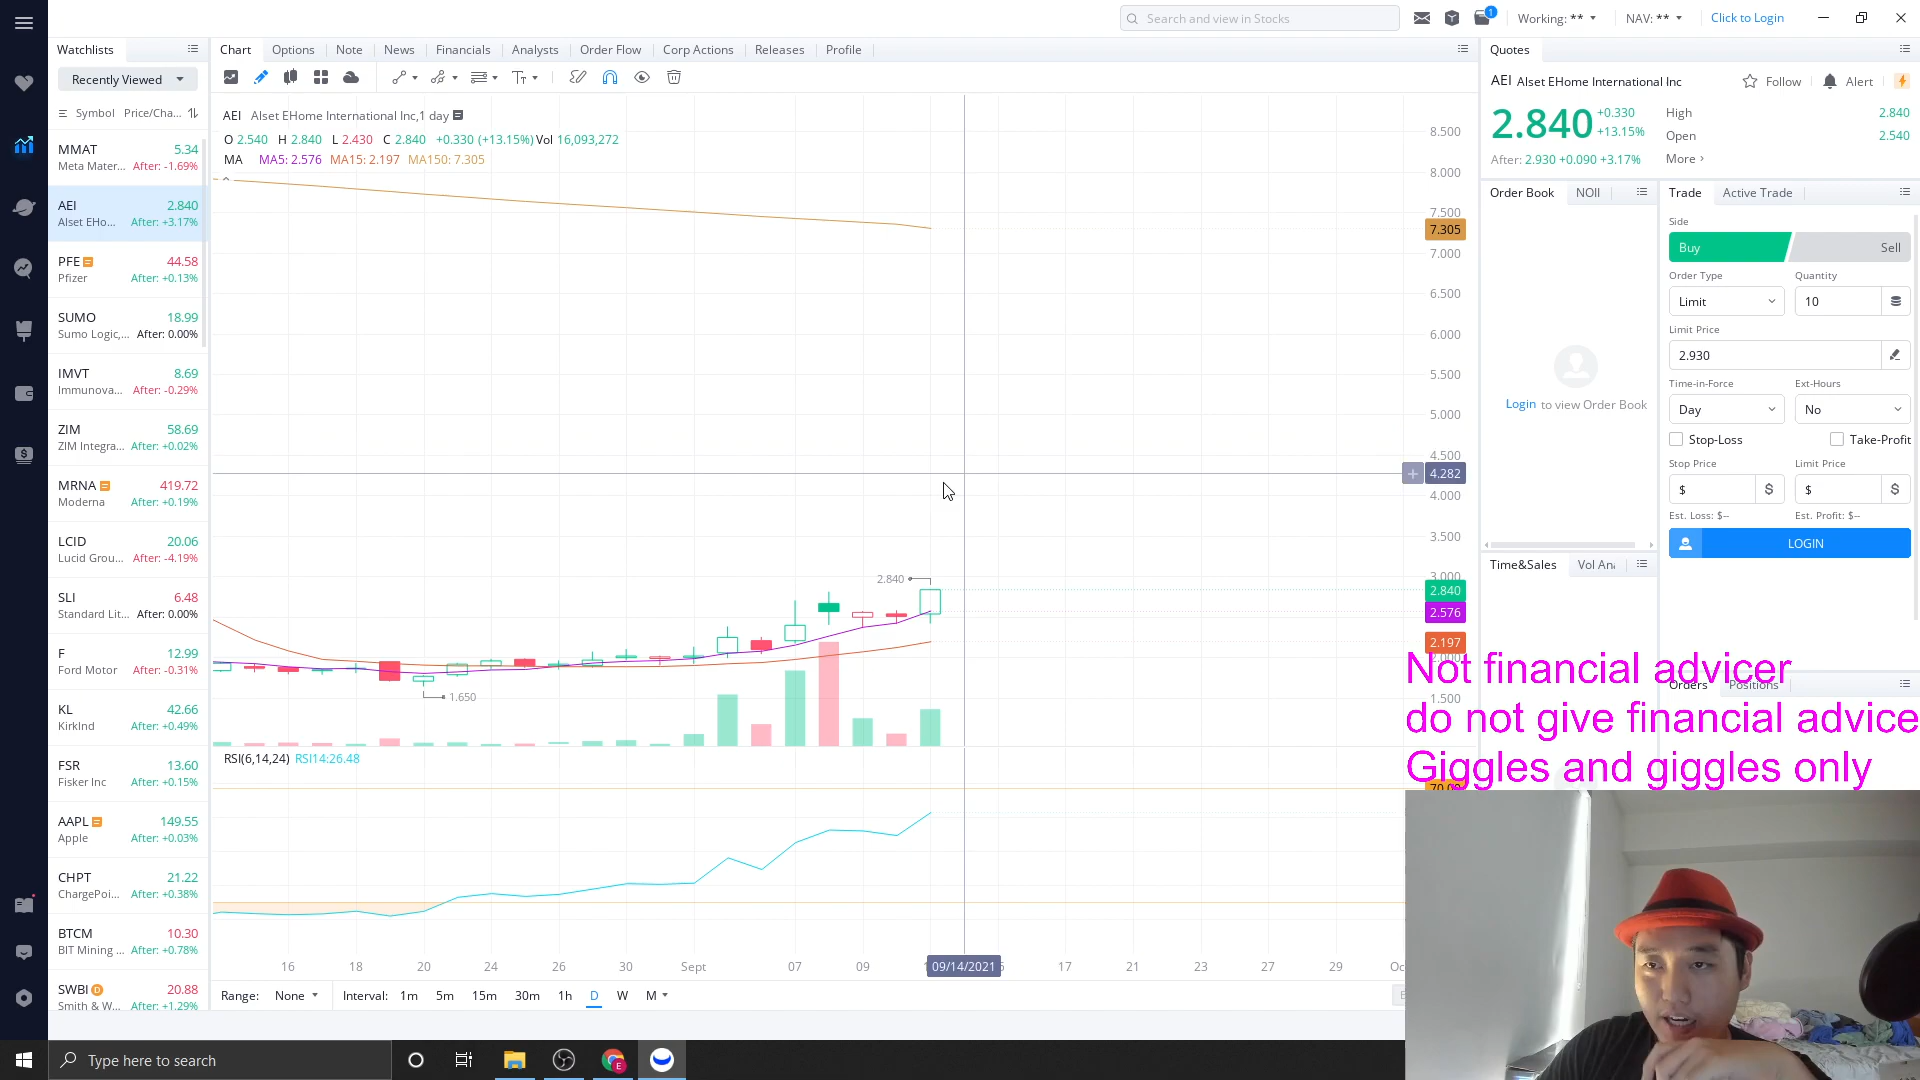 Search and view in Stocks
1
Working: **
NAV: **
Click to Login
Watchlists
Recently Viewed
Symbol Price/Cha...
MMAT 5.34
Meta Mater... After: -1.69%
AEI 2.840
Alset EHo... After: +3.17%
PFE 44.58
Pfizer After: +0.13%
SUMO 18.99
Sumo Logic,... After: 0.00%
IMVT 8.69
Immunova... After: -0.29%
ZIM 58.69
ZIM Integra... After: +0.02%
MRNA 419.72
Moderna After: +0.19%
LCID 20.06
Lucid Grou... After: -4.19%
SLI 6.48
Standard Lit... After: 0.00%
F 12.99
Ford Motor After: -0.31%
KL 42.66
KirkInd After: +0.49%
FSR 13.60
Fisker Inc After: +0.15%
AAPL 149.55
Apple After: +0.03%
CHPT 21.22
ChargePoi... After: +0.38%
BTCM 10.30
BIT Mining ... After: +0.78%
SWBI 20.88
Smith & W... After: +1.29%
Chart Options Note News Financials Analysts Order Flow Corp Actions Releases Profile
AEI Alset EHome International Inc,1 day
O 2.540 H 2.840 L 2.430 C 2.840 +0.330 (+13.15%) Vol 16,093,272
MA MA5: 2.576 MA15: 2.197 MA150: 7.305
8.500
8.000
7.500
7.305
7.000
6.500
6.000
5.500
5.000
4.500
4.282
4.000
3.500
3.000
2.840
2.576
2.197
2.000
1.500
2.840
1.650
RSI(6,14,24) RSI14:26.48
70.00
16 18 20 24 26 30 Sept 07 09 09/14/2021 17 21 23 27 29
Range: None Interval: 1m 5m 15m 30m 1h D W M
Quotes
AEI Alset EHome International Inc Follow Alert
2.840 +0.330
+13.15%
After: 2.930 +0.090 +3.17%
High 2.840
Open 2.540
More
Order Book NOII
Login to view Order Book
Time&Sales
Trade Active Trade
Side
Buy Sell
Order Type Quantity
Limit 10
Limit Price
2.930
Time-in-Force Ext-Hours
Day No
Stop-Loss Take-Profit
Stop Price Limit Price
$ $ $ $
Est. Loss: $-- Est. Profit: $--
LOGIN
Orders Positions
Not financial advicer
do not give financial advice
Giggles and giggles only
Type here to search